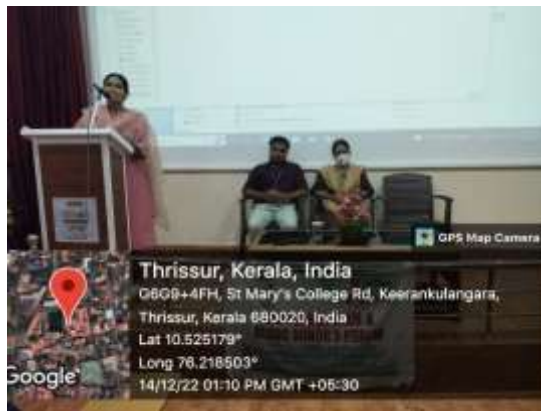 GPS Map Camera
Thrissur, Kerala, India
G6G9+4FH, St Mary's College Rd, Keerankulangara,
Thrissur, Kerala 680020, India
Lat 10.525179°
Long 76.218503°
14/12/22 01:10 PM GMT +05:30
Google